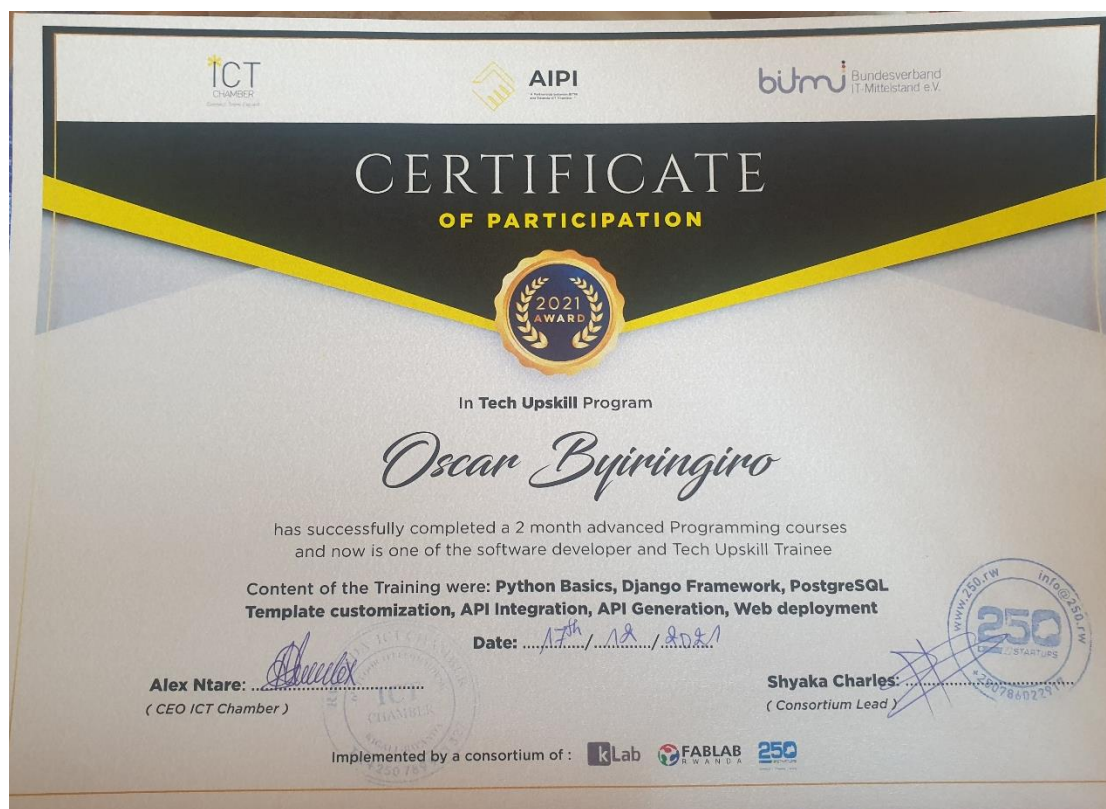 ICT
CHAMBER
AIPI
bitmi Bundesverband
IT-Mittelstand e.V.
CERTIFICATE
OF PARTICIPATION
2021
AWARD
In Tech Upskill Program
Oscar Byiringiro
has successfully completed a 2 month advanced Programming courses
and now is one of the software developer and Tech Upskill Trainee
Content of the Training were: Python Basics, Django Framework, PostgreSQL
Template customization, API Integration, API Generation, Web deployment
Date: 17th / 12 / 2021
Alex Ntare:
( CEO ICT Chamber )
Shyaka Charles:
( Consortium Lead )
www.250.rw info@250.rw
250
STARTUPS
Implemented by a consortium of : kLab FABLAB RWANDA 250